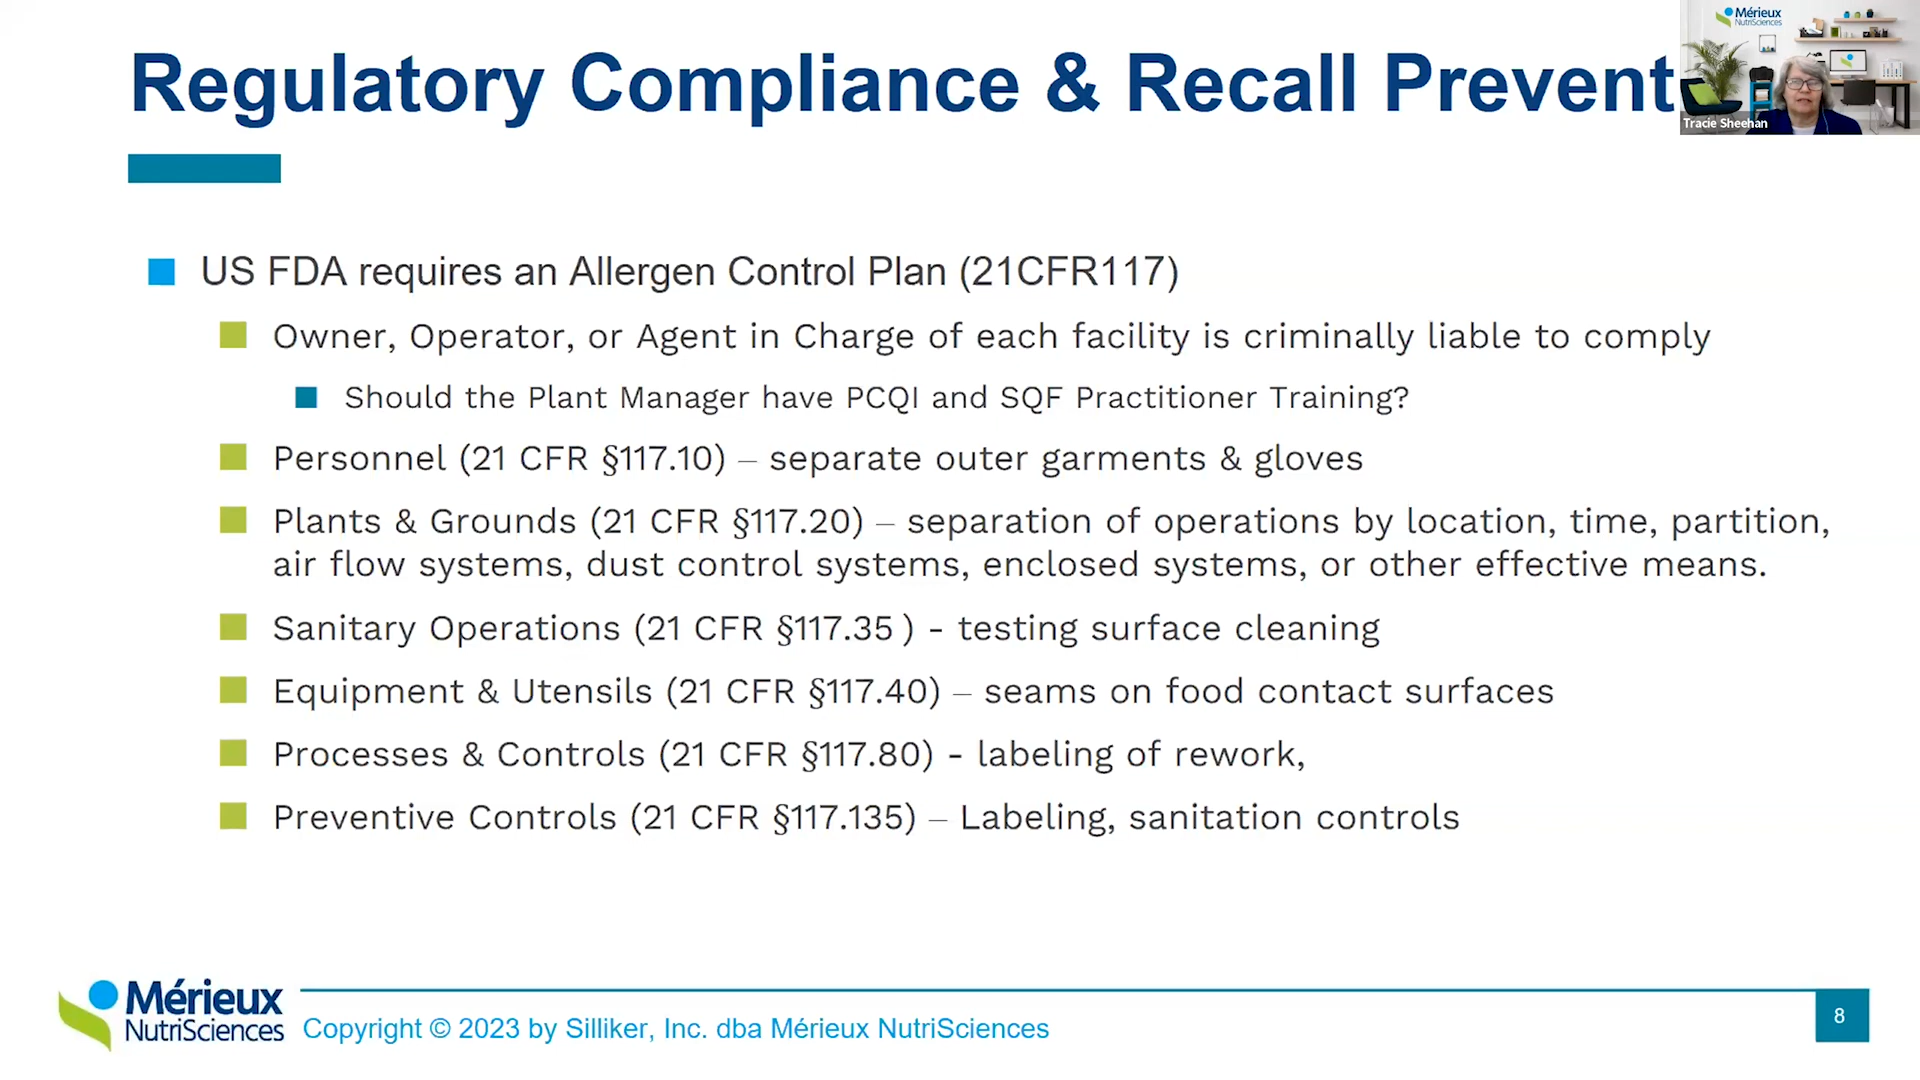 Regulatory Compliance & Recall Prevent
Mérieux
NutriSciences
Tracie Sheehan
US FDA requires an Allergen Control Plan (21CFR117)
Owner, Operator, or Agent in Charge of each facility is criminally liable to comply
Should the Plant Manager have PCQI and SQF Practitioner Training?
Personnel (21 CFR §117.10) – separate outer garments & gloves
Plants & Grounds (21 CFR §117.20) – separation of operations by location, time, partition,
air flow systems, dust control systems, enclosed systems, or other effective means.
Sanitary Operations (21 CFR §117.35 ) - testing surface cleaning
Equipment & Utensils (21 CFR §117.40) – seams on food contact surfaces
Processes & Controls (21 CFR §117.80) - labeling of rework,
Preventive Controls (21 CFR §117.135) – Labeling, sanitation controls
Mérieux
NutriSciences
Copyright © 2023 by Silliker, Inc. dba Mérieux NutriSciences
8